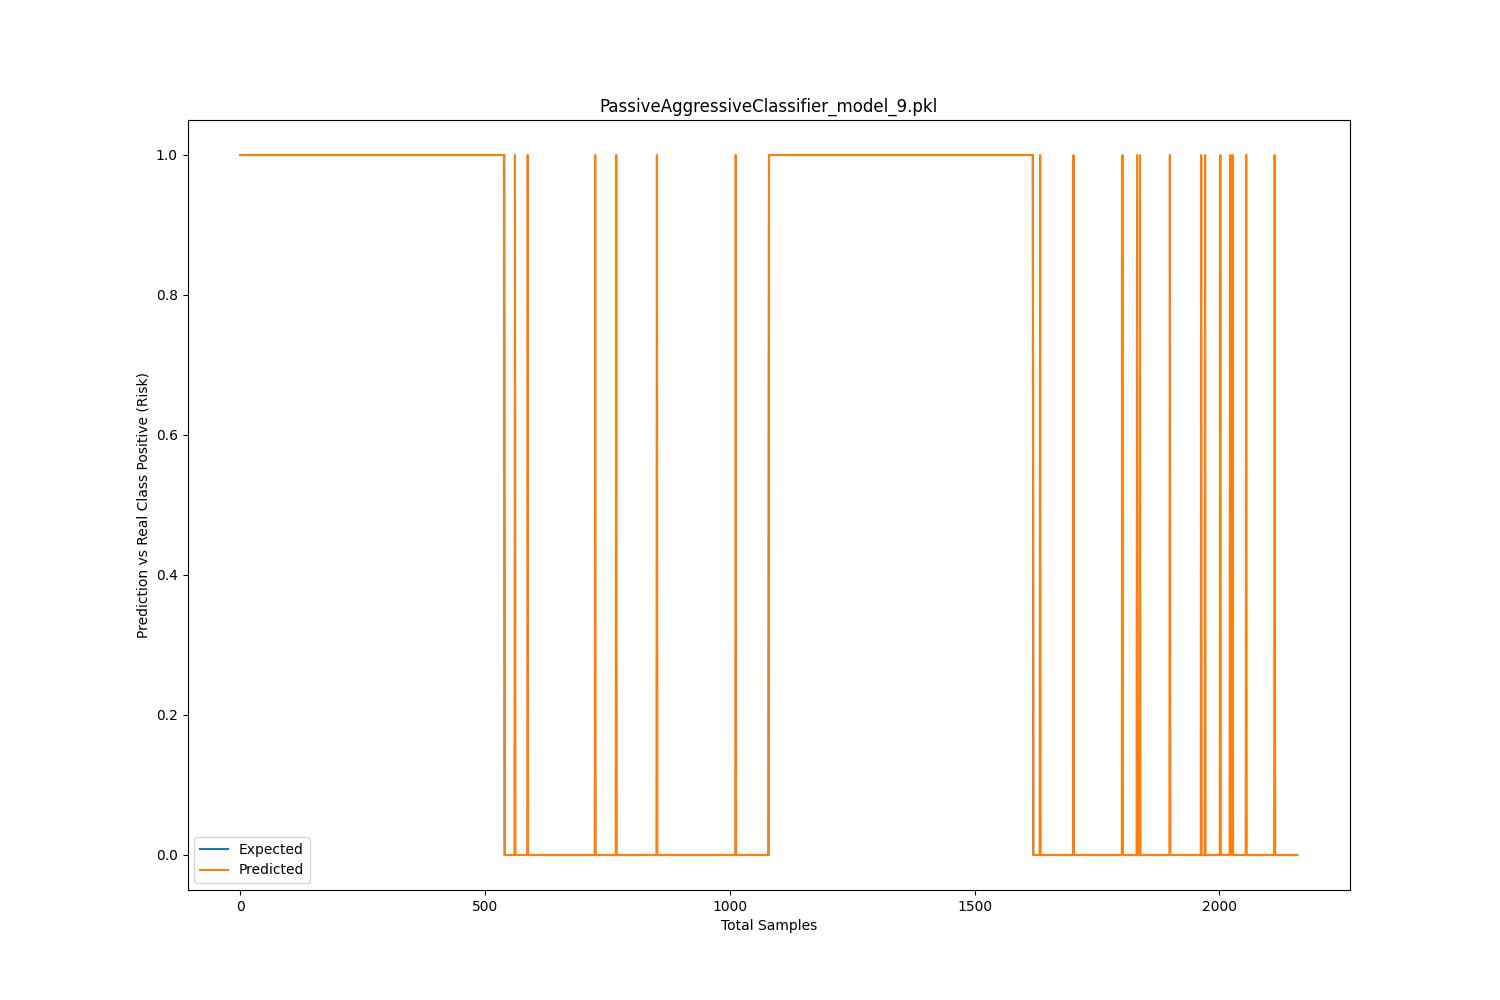 PassiveAggressiveClassifier_model_9.pkl
1.0
0.8
0.6
0.4
0.2
0.0
Prediction vs Real Class Positive (Risk)
Expected
Predicted
0
500
1000
1500
2000
Total Samples